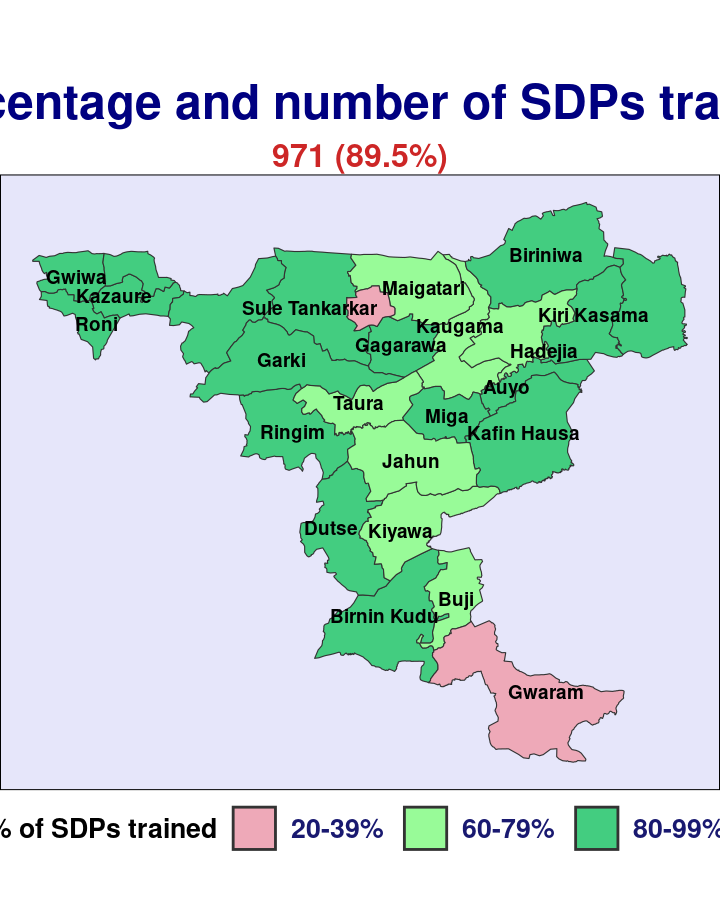 centage and number of SDPs tra
971 (89.5%)
Biriniwa
Gwiwa
Maigatari
Kazaure
Sule Tankarkar
Kiri Kasama
Roni
Kaugama
Gagarawa
Hadejia
Garki
Auyo
Taura
Miga
Ringim
Kafin Hausa
Jahun
Dutse
Kiyawa
Buji
Birnin Kudu
Gwaram
% of SDPs trained 20-39% 60-79% 80-99%